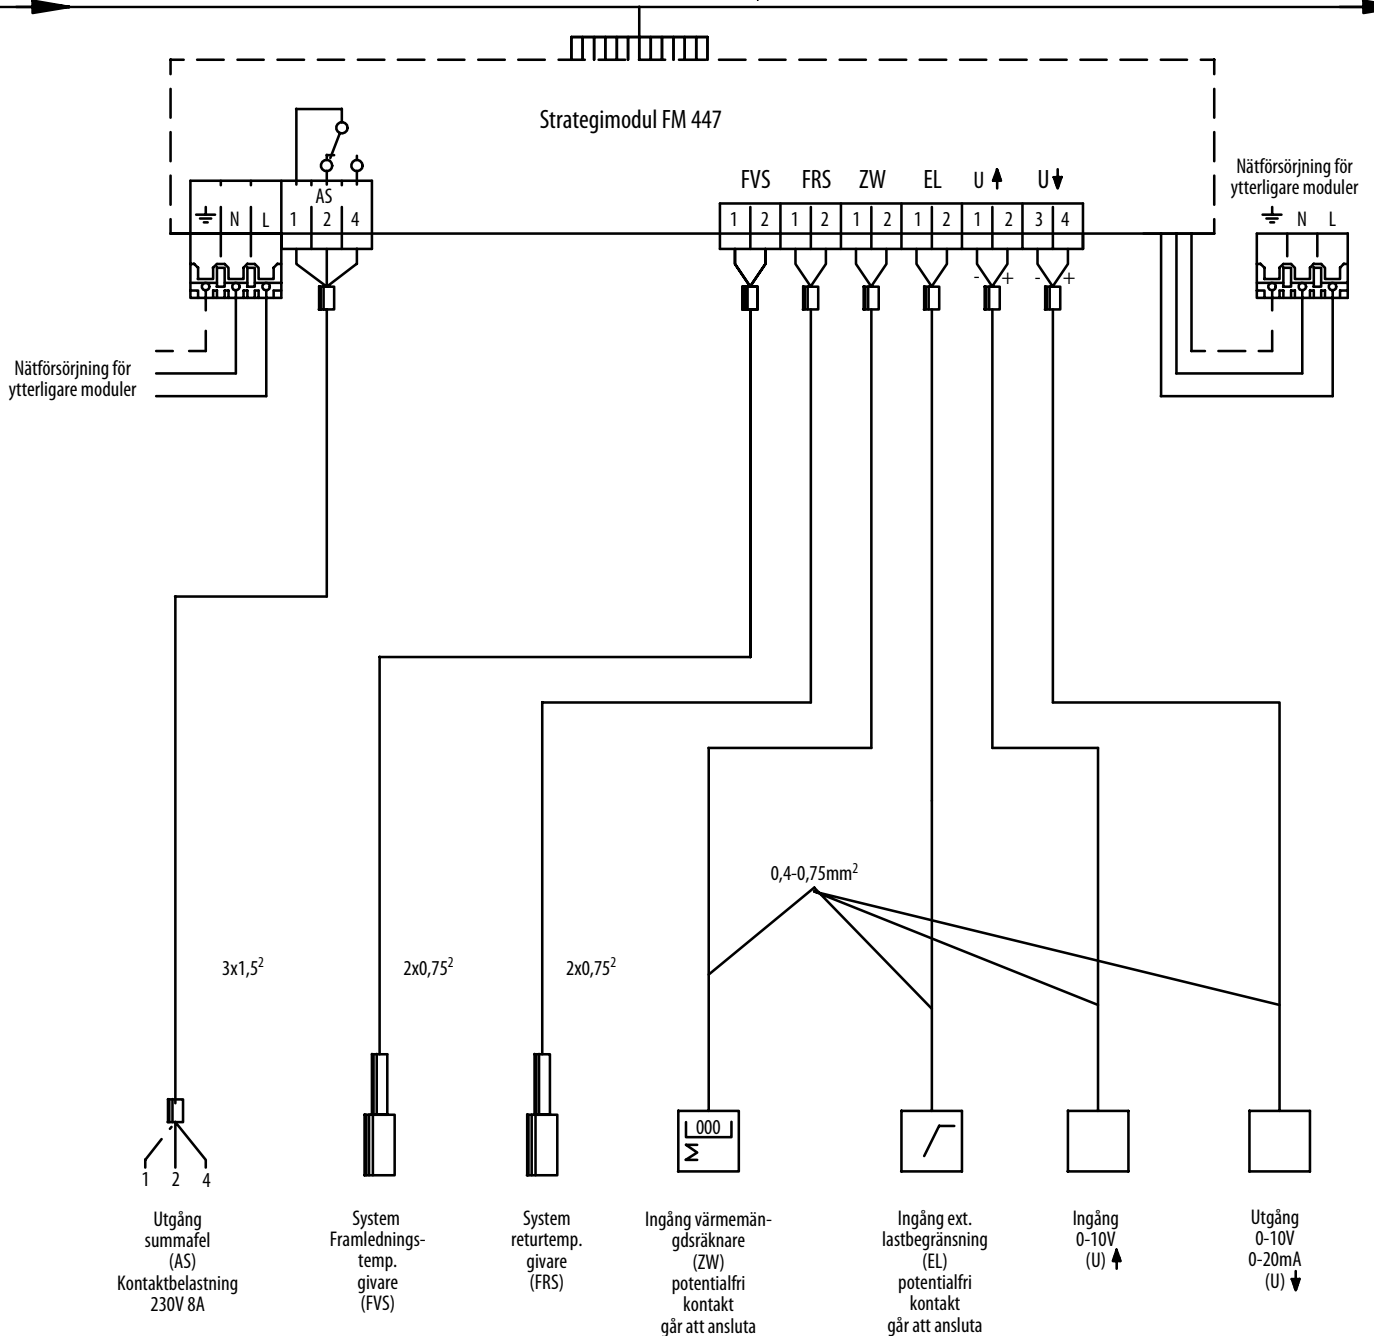 Strategimodul FM 447
Nätförsörjning för
ytterligare moduler
AS
N L 1 2 4
FVS FRS ZW EL U U
1 2 1 2 1 2 1 2 1 2 3 4
N L
- + - +
Nätförsörjning för
ytterligare moduler
0,4-0,75mm²
3x1,5² 2x0,75² 2x0,75²
000
M
1 2 4
Utgång
summafel
(AS)
Kontaktbelastning
230V 8A
System
Framlednings-
temp.
givare
(FVS)
System
returtemp.
givare
(FRS)
Ingång värmemän-
gdsräknare
(ZW)
potentialfri
kontakt
går att ansluta
Ingång ext.
lastbegränsning
(EL)
potentialfri
kontakt
går att ansluta
Ingång
0-10V
(U)
Utgång
0-10V
0-20mA
(U)